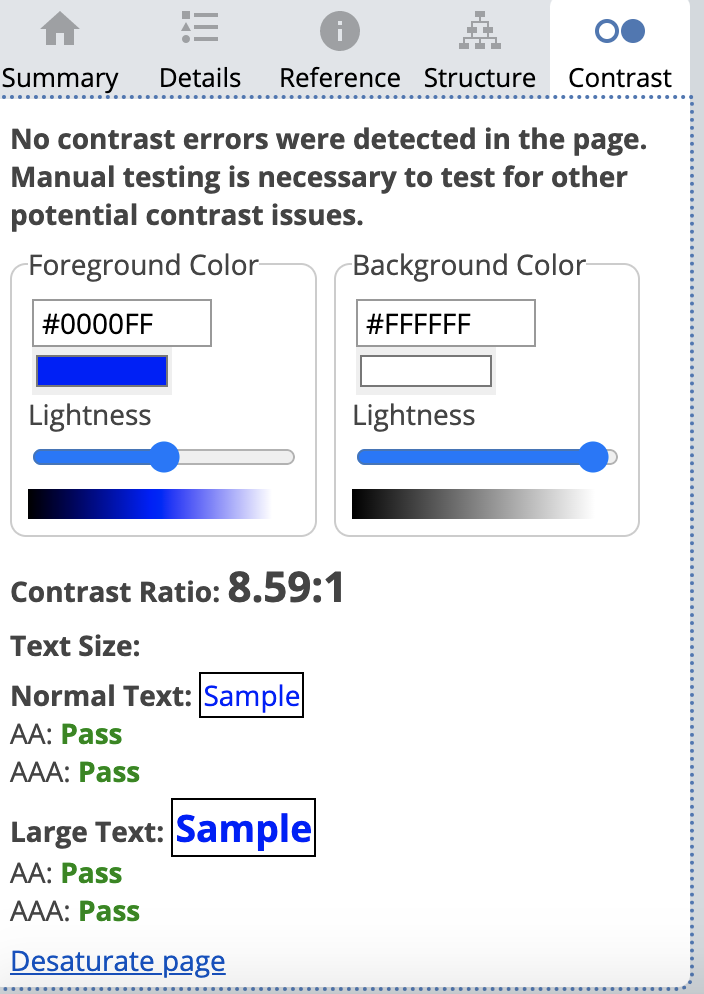 Summary Details Reference Structure Contrast
No contrast errors were detected in the page.
Manual testing is necessary to test for other
potential contrast issues.
Foreground Color Background Color
#0000FF #FFFFFF
Lightness Lightness
Contrast Ratio: 8.59:1
Text Size:
Normal Text: Sample
AA: Pass
AAA: Pass
Large Text: Sample
AA: Pass
AAA: Pass
Desaturate page